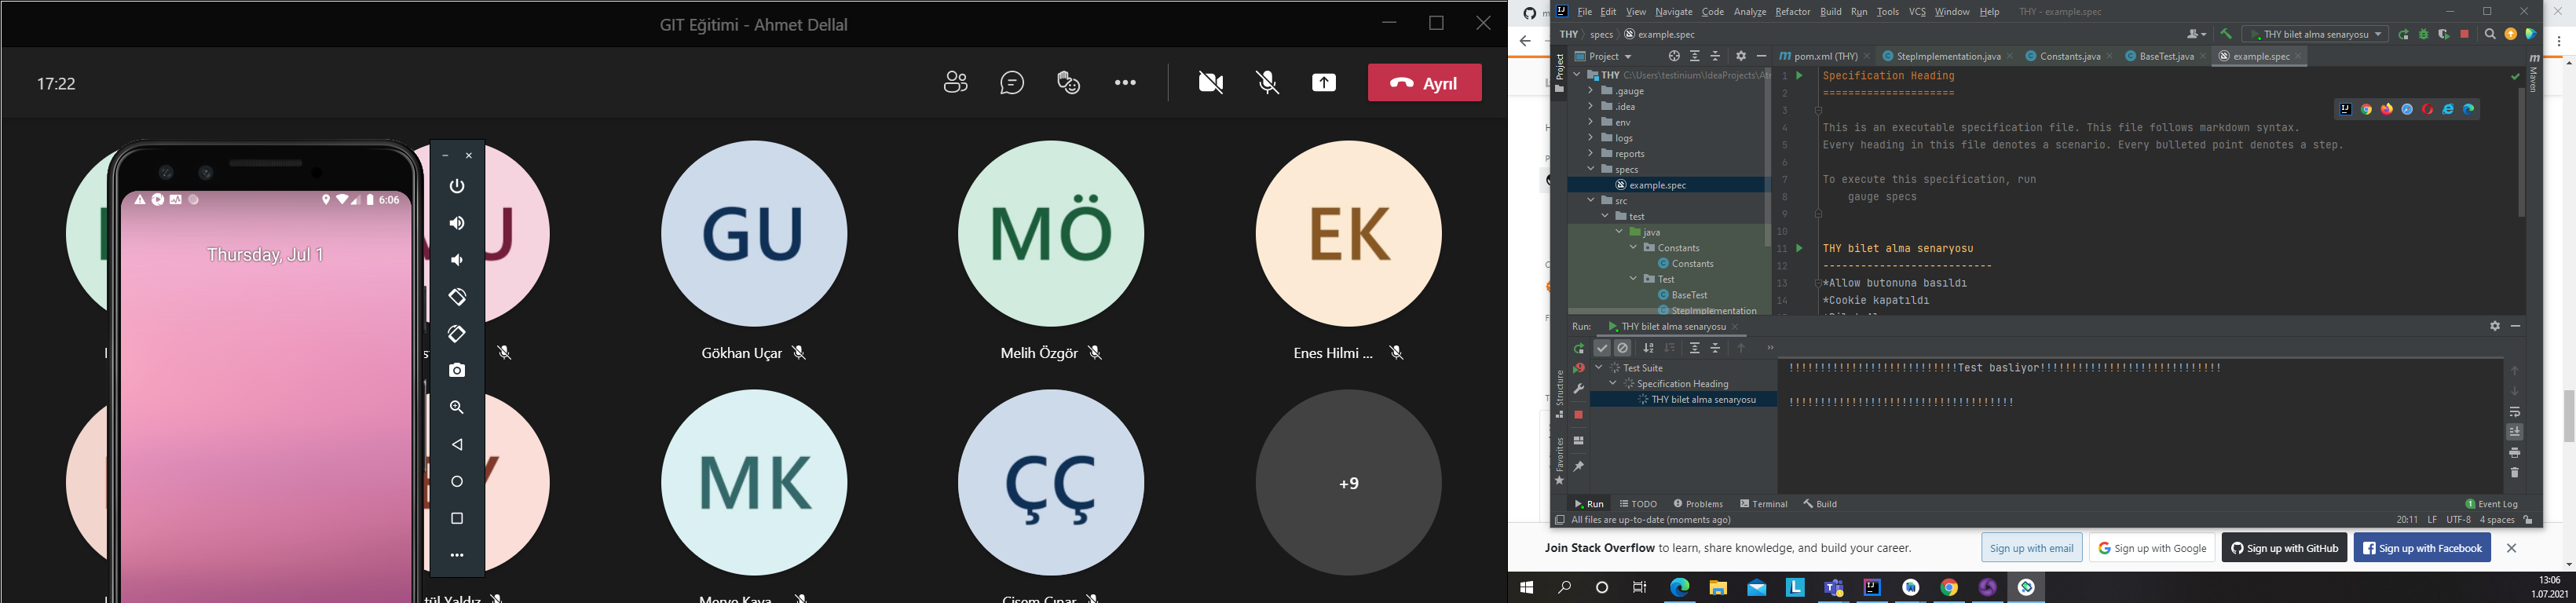 GIT Eğitimi - Ahmet Dellal
17:22
Ayrıl
6:06
Thursday, Jul 1
U
GU
MÖ
EK
Gökhan Uçar
Melih Özgör
Enes Hilmi ...
MK
ÇÇ
+9
Yaldız
Merve Kaya
Çisem Çınar
File Edit View Navigate Code Analyze Refactor Build Run Tools VCS Window Help THY - example.spec
THY specs example.spec
THY bilet alma senaryosu
Project
pom.xml (THY) StepImplementation.java Constants.java BaseTest.java example.spec
THY C:\Users\testinium\IdeaProjects\
.gauge
.idea
env
logs
reports
specs
example.spec
src
test
java
Constants
Constants
Test
BaseTest
StepImplementation
Project
Structure
Favorites
Maven
1 Specification Heading
2 =====================
3
4 This is an executable specification file. This file follows markdown syntax.
5 Every heading in this file denotes a scenario. Every bulleted point denotes a step.
6
7 To execute this specification, run
8 gauge specs
9
10
11 THY bilet alma senaryosu
12 ---------------------------
13 *Allow butonuna basıldı
14 *Cookie kapatıldı
Run: THY bilet alma senaryosu
Test Suite
Specification Heading
THY bilet alma senaryosu
!!!!!!!!!!!!!!!!!!!!!!!!!!!Test basliyor!!!!!!!!!!!!!!!!!!!!!!!!!!!!!
!!!!!!!!!!!!!!!!!!!!!!!!!!!!!!!!!!!!
Run TODO Problems Terminal Build
1 Event Log
All files are up-to-date (moments ago)
20:11 LF UTF-8 4 spaces
Join Stack Overflow to learn, share knowledge, and build your career.
Sign up with email
Sign up with Google
Sign up with GitHub
Sign up with Facebook
13:06
1.07.2021